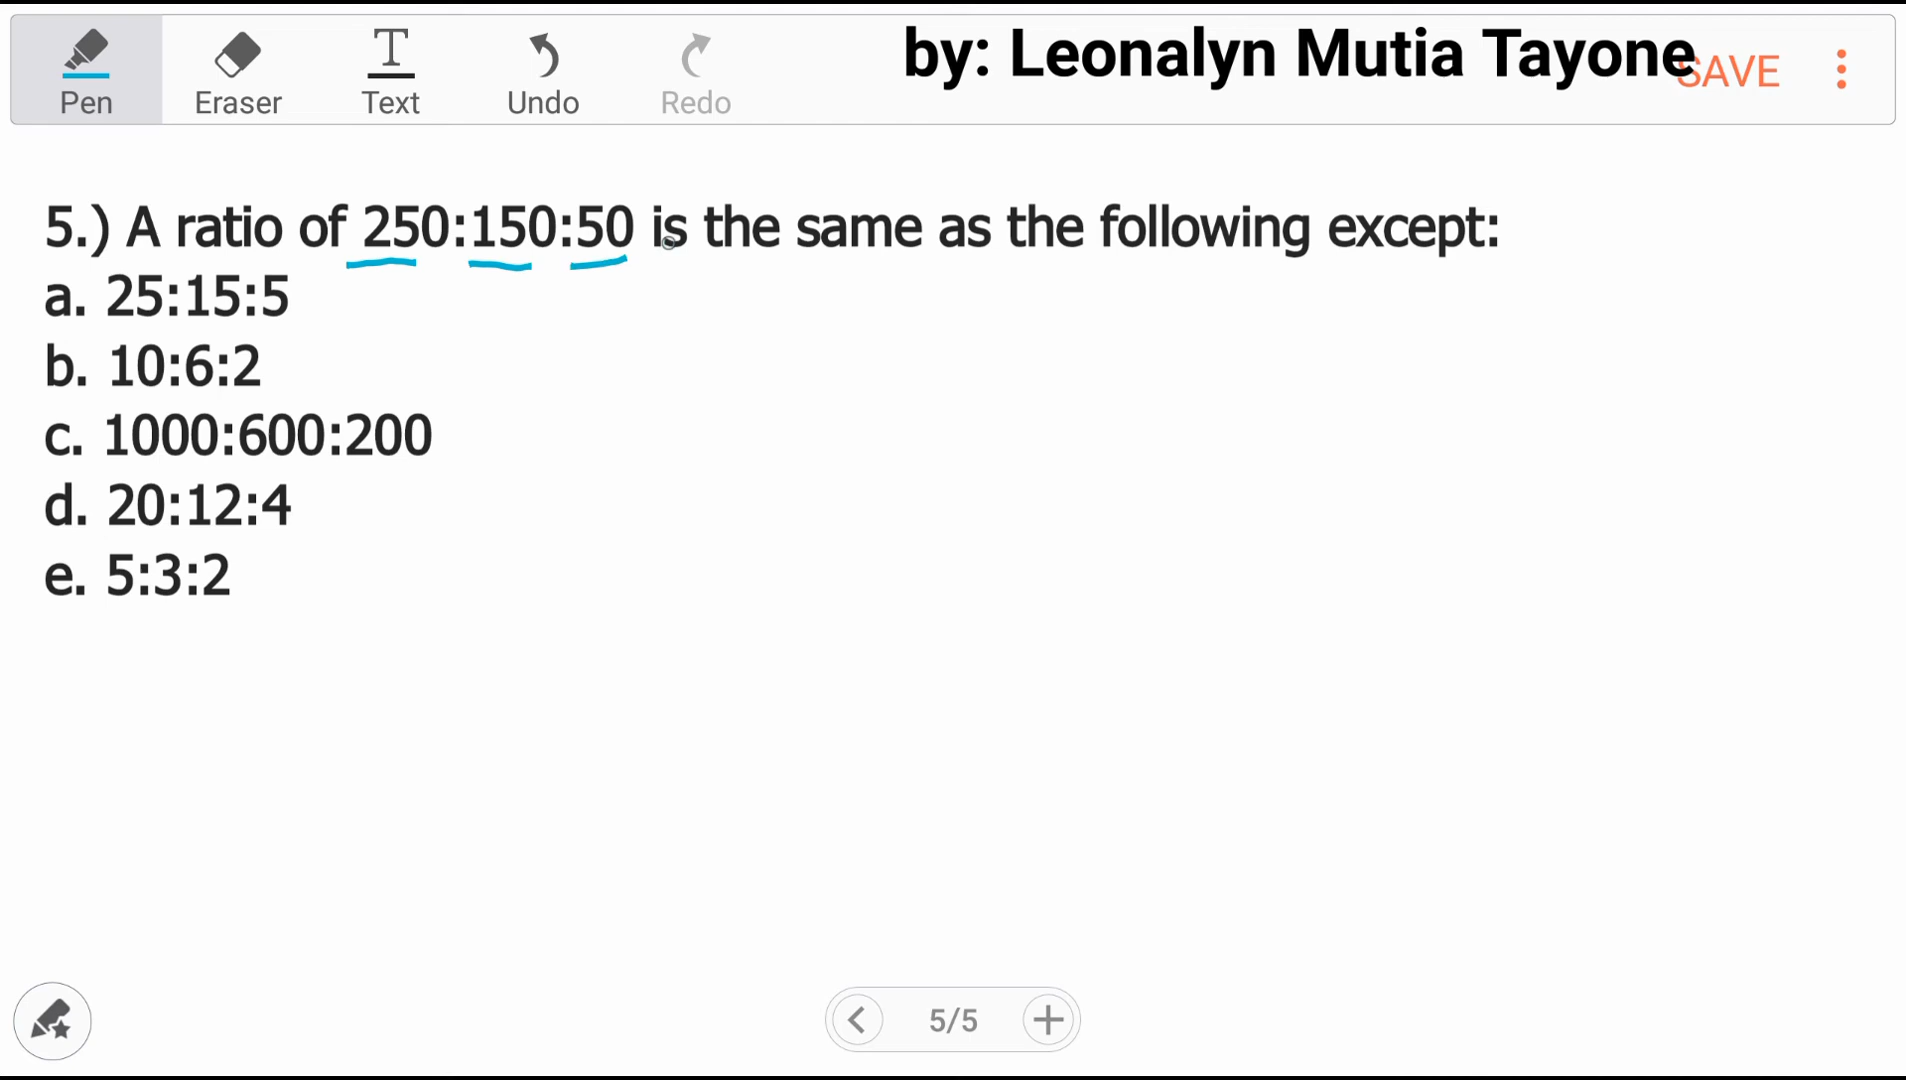 by: Leonalyn Mutia Tayone
SAVE
Pen
Eraser
Text
Undo
Redo
5.) A ratio of 250:150:50 is the same as the following except:
a. 25:15:5
b. 10:6:2
c. 1000:600:200
d. 20:12:4
e. 5:3:2
5/5